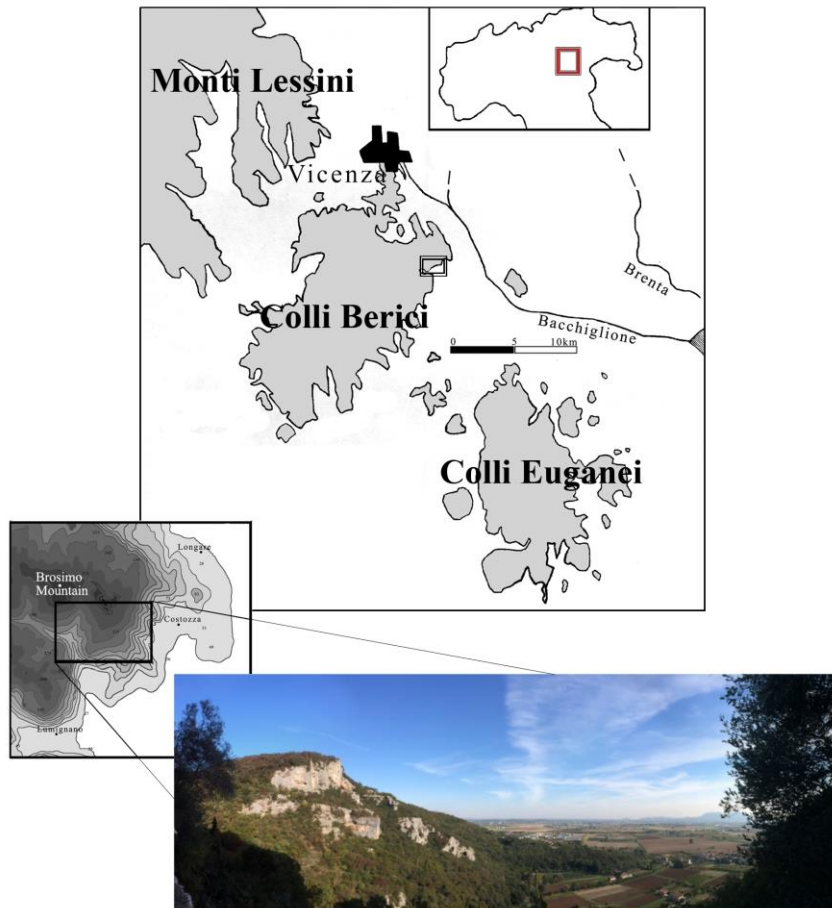 Monti Lessini
Vicenza
Brenta
Colli Berici
Bacchiglione
0 5 10km
Colli Euganei
Longare
Brosimo
Mountain
Costozza
Lumignano